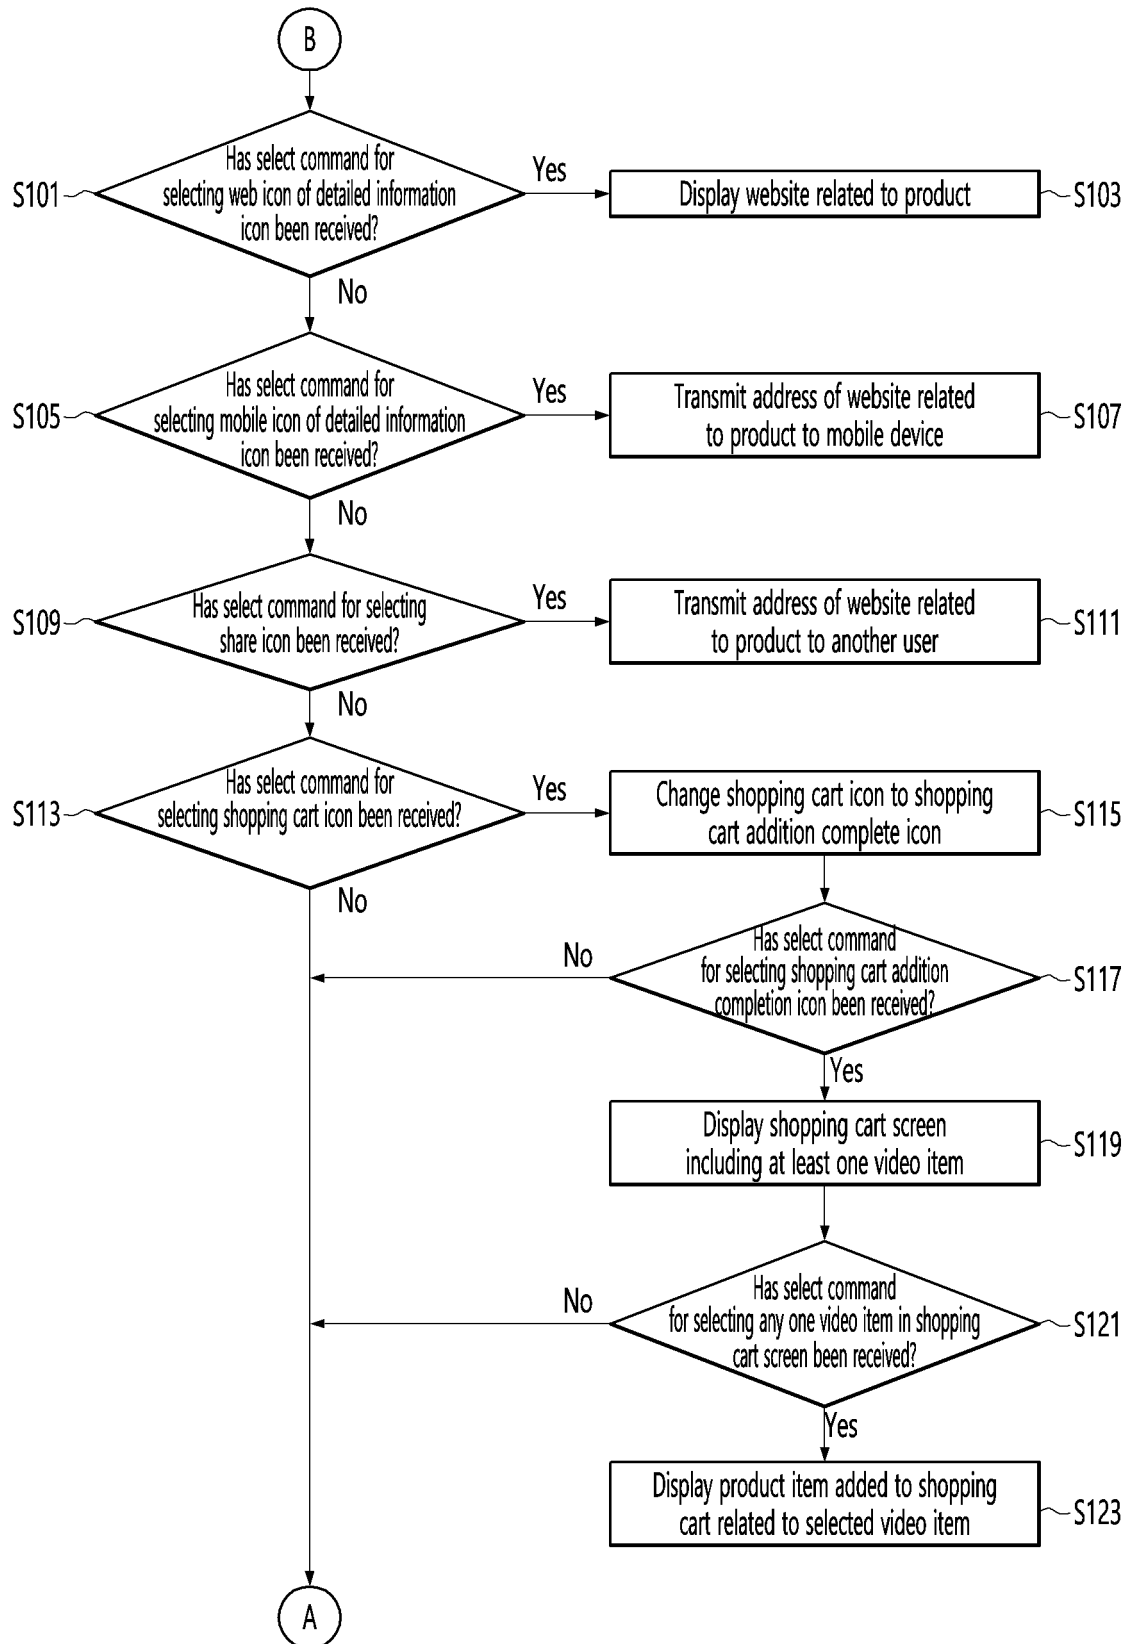 B
Has select command for
selecting web icon of detailed information
icon been received?
S101
Yes
Display website related to product
S103
No
Has select command for
selecting mobile icon of detailed information
icon been received?
S105
Yes
Transmit address of website related
to product to mobile device
S107
No
Has select command for selecting
share icon been received?
S109
Yes
Transmit address of website related
to product to another user
S111
No
Has select command for
selecting shopping cart icon been received?
S113
Yes
Change shopping cart icon to shopping
cart addition complete icon
S115
No
Has select command
for selecting shopping cart addition
completion icon been received?
No
S117
Yes
Display shopping cart screen
including at least one video item
S119
Has select command
for selecting any one video item in shopping
cart screen been received?
No
S121
Yes
Display product item added to shopping
cart related to selected video item
S123
A